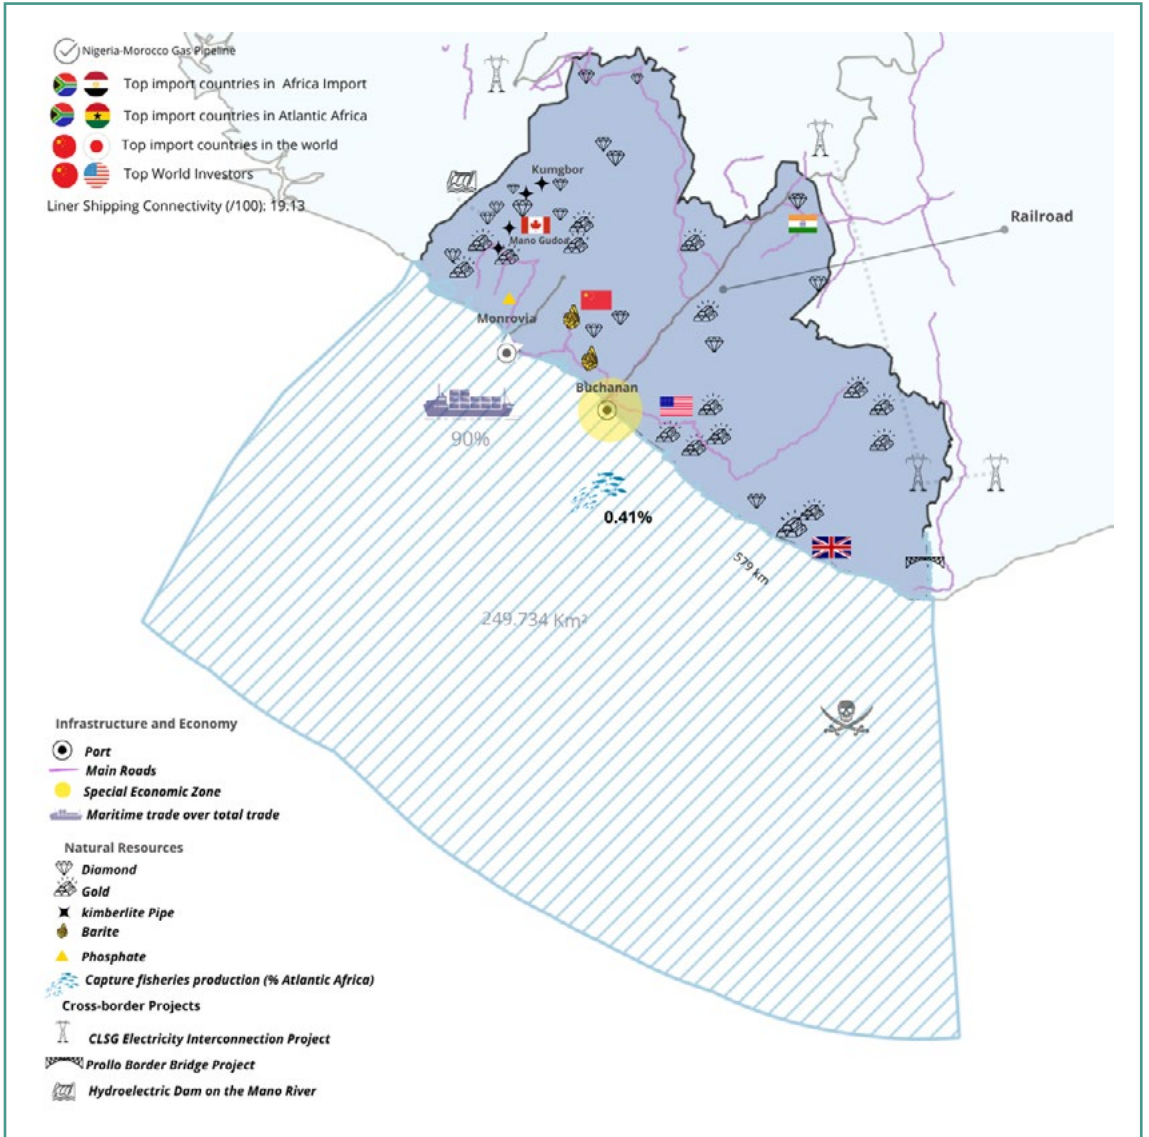 Nigeria-Morocco Gas Pipeline
Top import countries in Africa Import
Top import countries in Atlantic Africa
Top import countries in the world
Top World Investors
Liner Shipping Connectivity (/100): 19.13
Kumgbor
Mano Gudoa
Railroad
Monrovia
Buchanan
90%
0.41%
579 km
249.734 Km²
Infrastructure and Economy
Port
Main Roads
Special Economic Zone
Maritime trade over total trade
Natural Resources
Diamond
Gold
kimberlite Pipe
Barite
Phosphate
Capture fisheries production (% Atlantic Africa)
Cross-border Projects
CLSG Electricity Interconnection Project
Prollo Border Bridge Project
Hydroelectric Dam on the Mano River